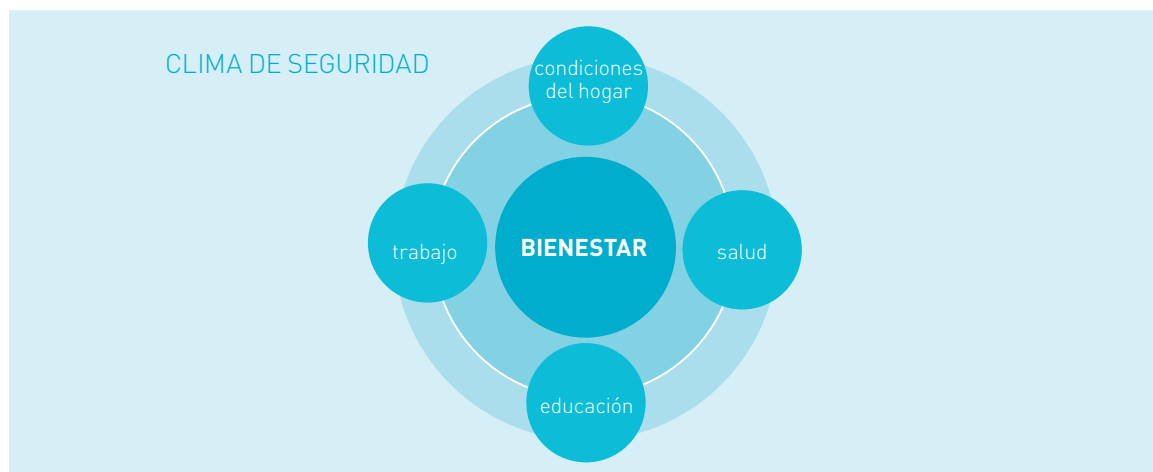 CLIMA DE SEGURIDAD
condiciones
del hogar
trabajo
BIENESTAR
salud
educación